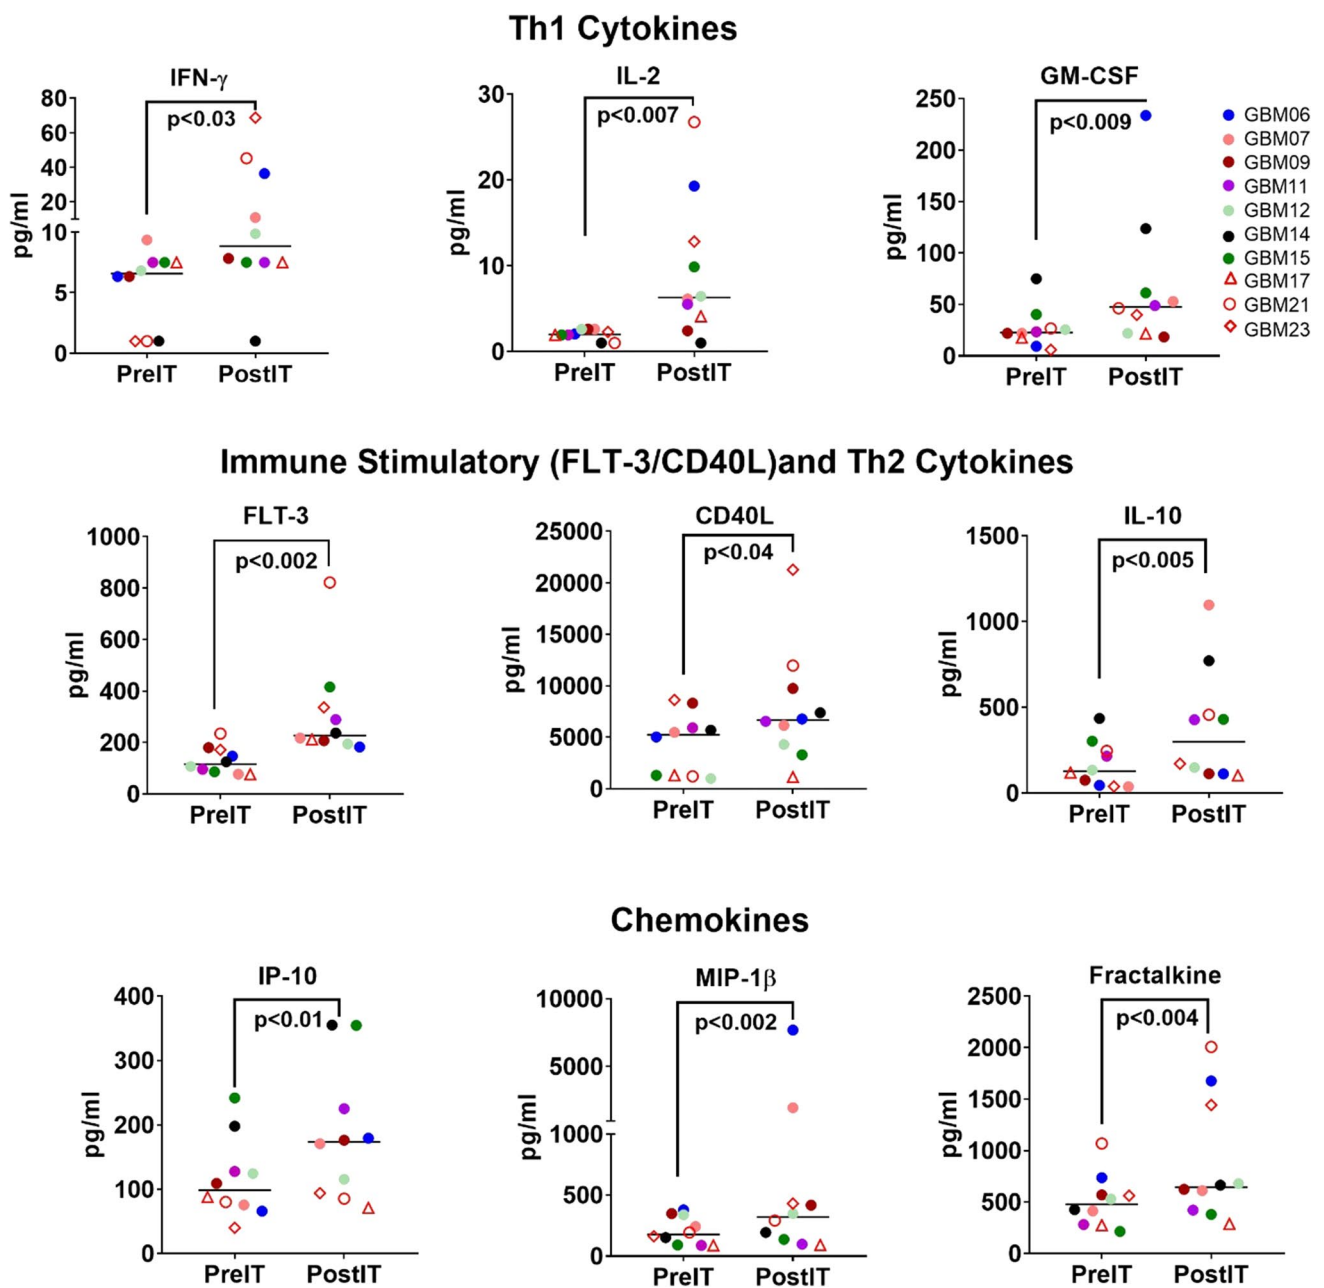 Th1 Cytokines
IFN-γ
80
60
40
20
10
5
0
pg/ml
p<0.03
PreIT
PostIT
IL-2
30
20
10
0
pg/ml
p<0.007
PreIT
PostIT
GM-CSF
250
200
150
100
50
0
pg/ml
p<0.009
PreIT
PostIT
GBM06
GBM07
GBM09
GBM11
GBM12
GBM14
GBM15
GBM17
GBM21
GBM23
Immune Stimulatory (FLT-3/CD40L)and Th2 Cytokines
FLT-3
1000
800
600
400
200
0
pg/ml
p<0.002
PreIT
PostIT
CD40L
25000
20000
15000
10000
5000
0
pg/ml
p<0.04
PreIT
PostIT
IL-10
1500
1000
500
0
pg/ml
p<0.005
PreIT
PostIT
Chemokines
IP-10
400
300
200
100
0
pg/ml
p<0.01
PreIT
PostIT
MIP-1β
10000
5000
1000
500
0
pg/ml
p<0.002
PreIT
PostIT
Fractalkine
2500
2000
1500
1000
500
0
pg/ml
p<0.004
PreIT
PostIT